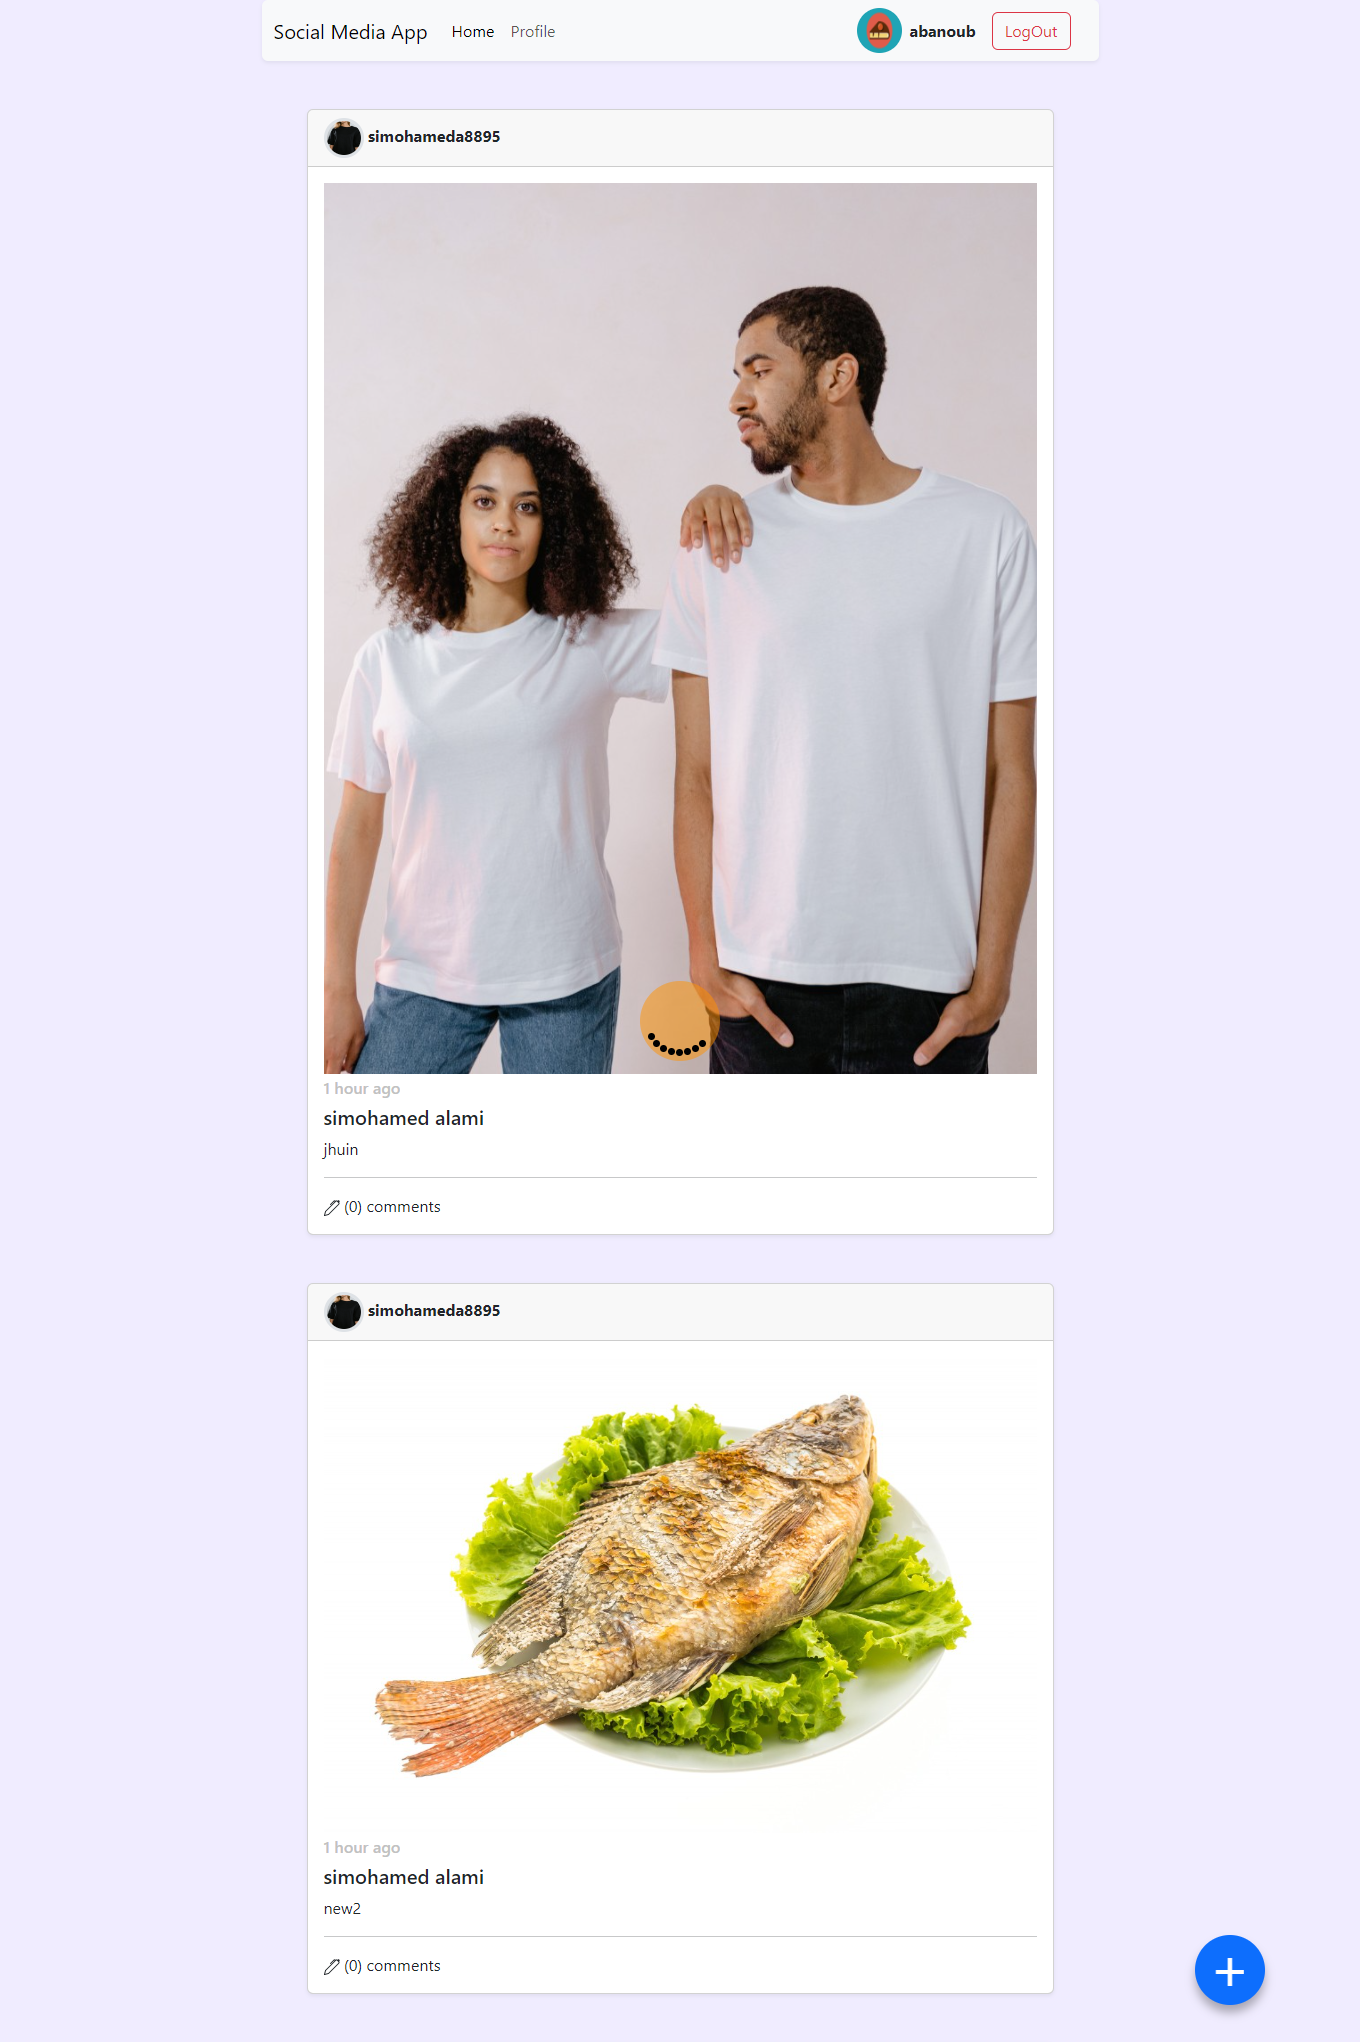 Social Media App Home Profile abanoub LogOut
simohameda8895
1 hour ago
simohamed alami
jhuin
(0) comments
simohameda8895
1 hour ago
simohamed alami
new2
(0) comments